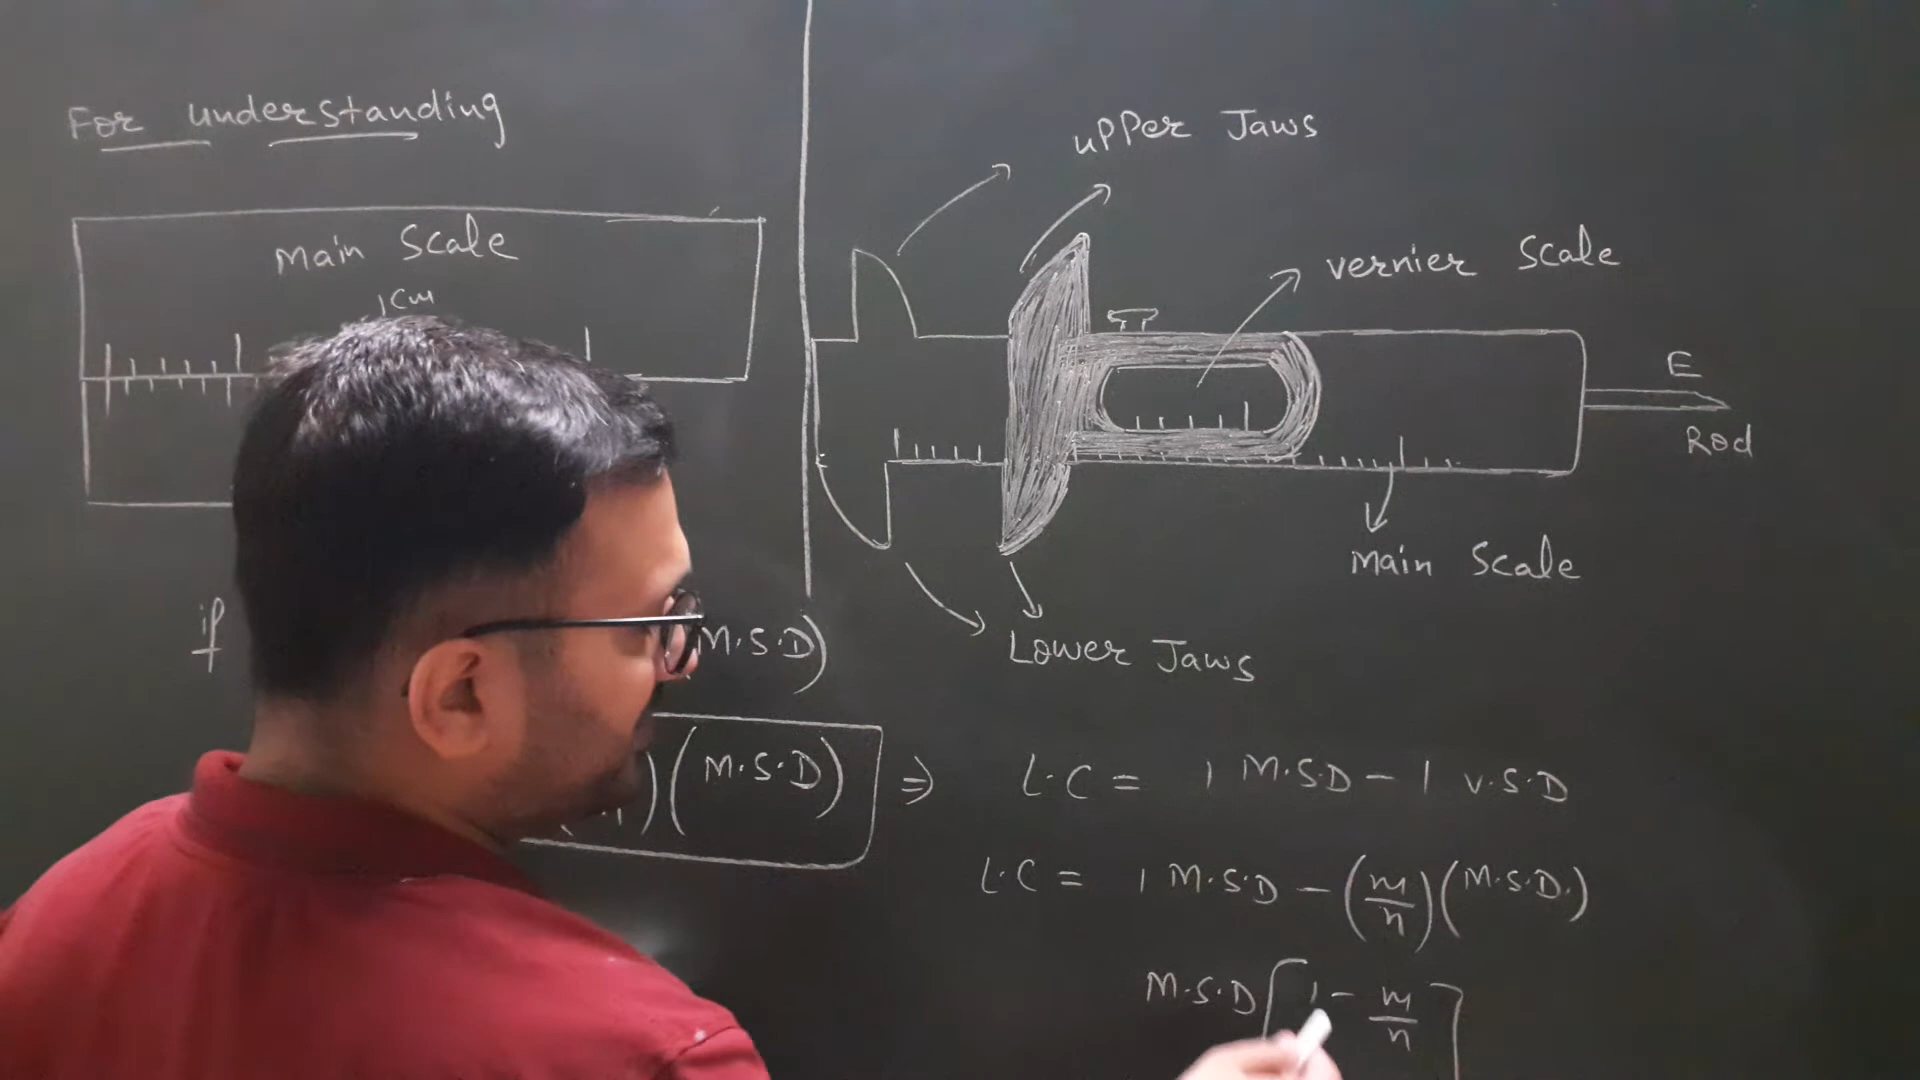 For understanding
Main Scale
1cm
if
M.S.D)
)(M.S.D)
upper Jaws
vernier Scale
E
Rod
Main Scale
Lower Jaws
⇒ L.C = 1 M.S.D - 1 V.S.D
L.C = 1 M.S.D - (m/n)(M.S.D.)
M.S.D[1 - m/n]